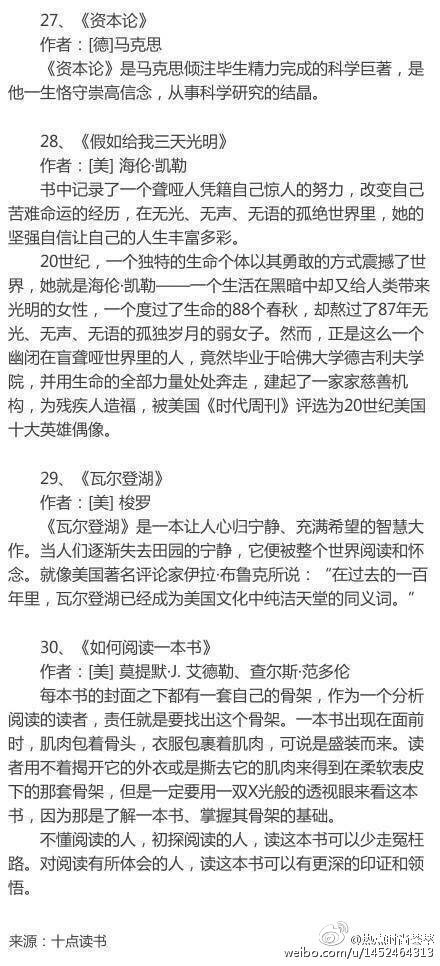 27、《资本论》
作者：[德]马克思
《资本论》是马克思倾注毕生精力完成的科学巨著，是
他一生恪守崇高信念，从事科学研究的结晶。
28、《假如给我三天光明》
作者：[美] 海伦·凯勒
书中记录了一个聋哑人凭籍自己惊人的努力，改变自己
苦难命运的经历，在无光、无声、无语的孤绝世界里，她的
坚强自信让自己的人生丰富多彩。
20世纪，一个独特的生命个体以其勇敢的方式震撼了世
界，她就是海伦·凯勒——一个生活在黑暗中却又给人类带来
光明的女性，一个度过了生命的88个春秋，却熬过了87年无
光、无声、无语的孤独岁月的弱女子。然而，正是这么一个
幽闭在盲聋哑世界里的人，竟然毕业于哈佛大学德吉利夫学
院，并用生命的全部力量处处奔走，建起了一家家慈善机
构，为残疾人造福，被美国《时代周刊》评选为20世纪美国
十大英雄偶像。
29、《瓦尔登湖》
作者：[美] 梭罗
《瓦尔登湖》是一本让人心归宁静、充满希望的智慧大
作。当人们逐渐失去田园的宁静，它便被整个世界阅读和怀
念。就像美国著名评论家伊拉·布鲁克所说：“在过去的一百
年里，瓦尔登湖已经成为美国文化中纯洁天堂的同义词。”
30、《如何阅读一本书》
作者：[美] 莫提默·J. 艾德勒、查尔斯·范多伦
每本书的封面之下都有一套自己的骨架，作为一个分析
阅读的读者，责任就是要找出这个骨架。一本书出现在面前
时，肌肉包着骨头，衣服包裹着肌肉，可说是盛装而来。读
者用不着揭开它的外衣或是撕去它的肌肉来得到在柔软表皮
下的那套骨架，但是一定要用一双X光般的透视眼来看这本
书，因为那是了解一本书、掌握其骨架的基础。
不懂阅读的人，初探阅读的人，读这本书可以少走冤枉
路。对阅读有所体会的人，读这本书可以有更深的印证和领
悟。
来源：十点读书
@热点时尚荟萃
weibo.com/u/1452464313